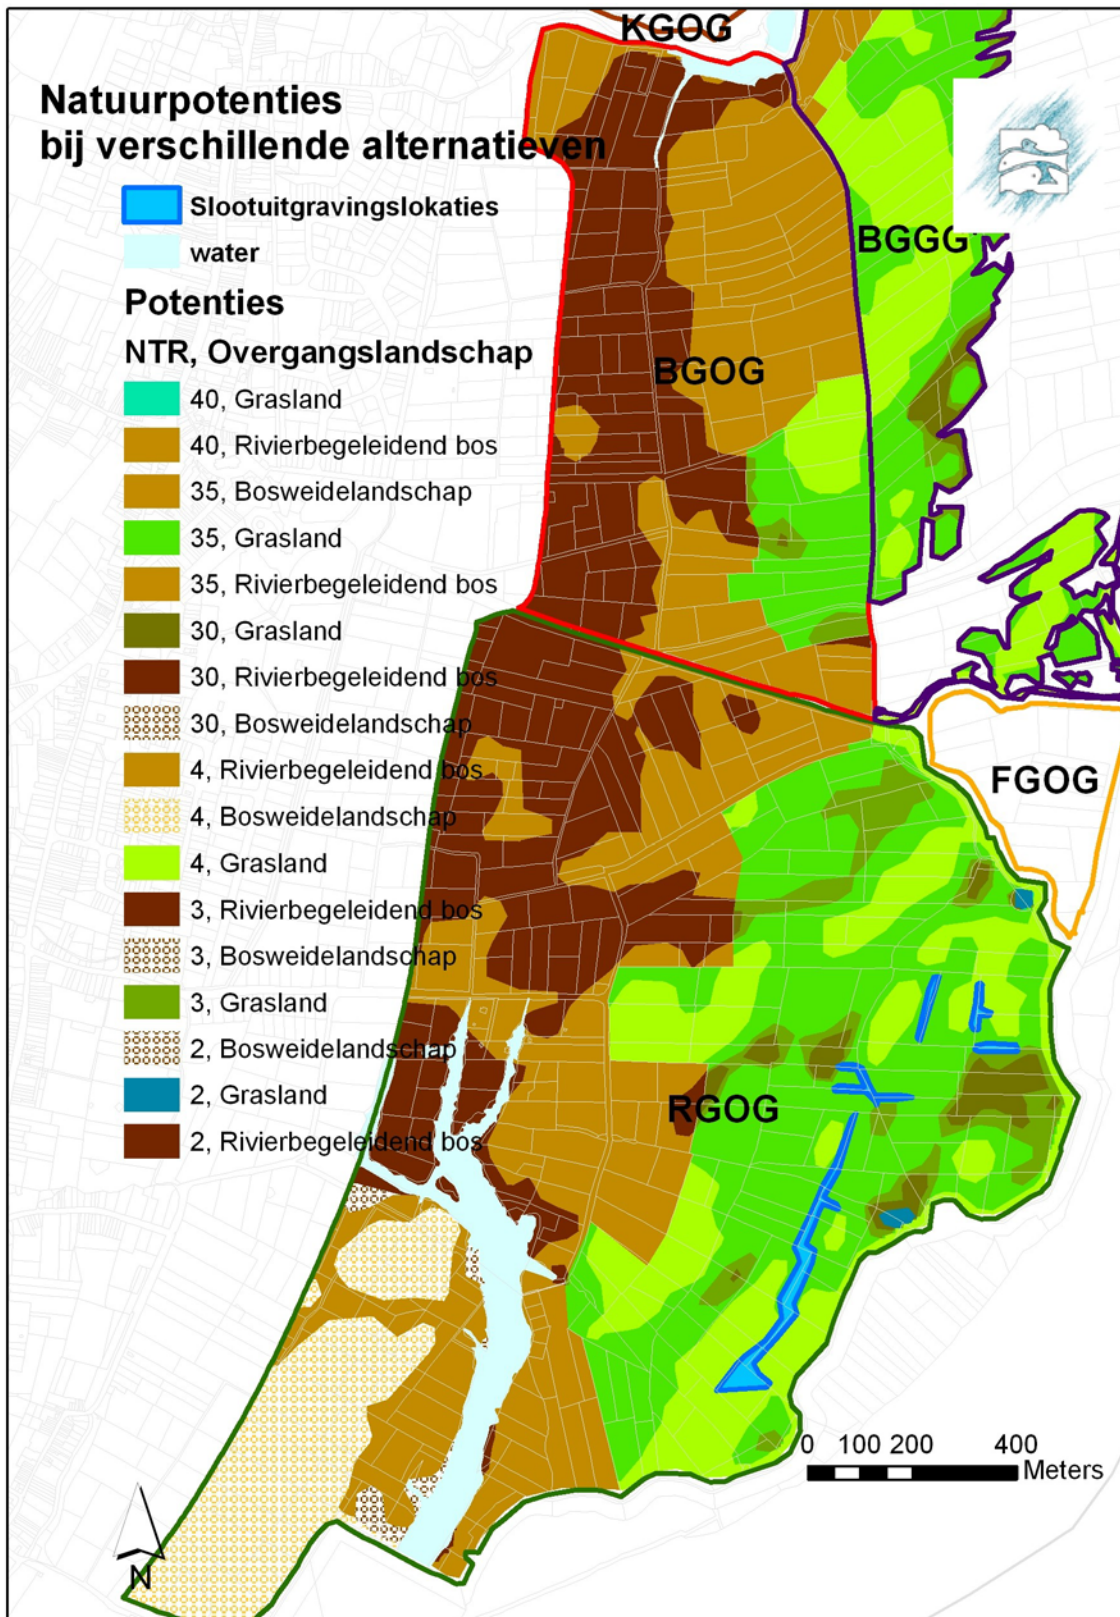 KGOG
Natuurpotenties
bij verschillende alternatieven
Slootuitgravingslokaties
water
Potenties
NTR, Overgangslandschap
40, Grasland
40, Rivierbegeleidend bos
35, Bosweidelandschap
35, Grasland
35, Rivierbegeleidend bos
30, Grasland
30, Rivierbegeleidend bos
30, Bosweidelandschap
4, Rivierbegeleidend bos
4, Bosweidelandschap
4, Grasland
3, Rivierbegeleidend bos
3, Bosweidelandschap
3, Grasland
2, Bosweidelandschap
2, Grasland
2, Rivierbegeleidend bos
BGGG
BGOG
FGOG
RGOG
0 100 200 400
Meters
N